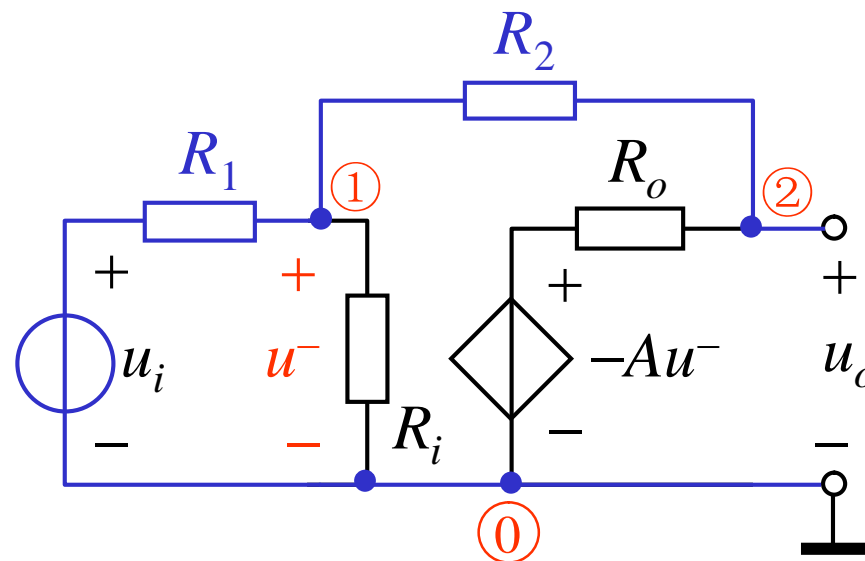 R₂
R₁
①
Rₒ
②
+
+
+
+
uᵢ
u⁻
−Au⁻
uₒ
−
−
Rᵢ
−
−
⓪